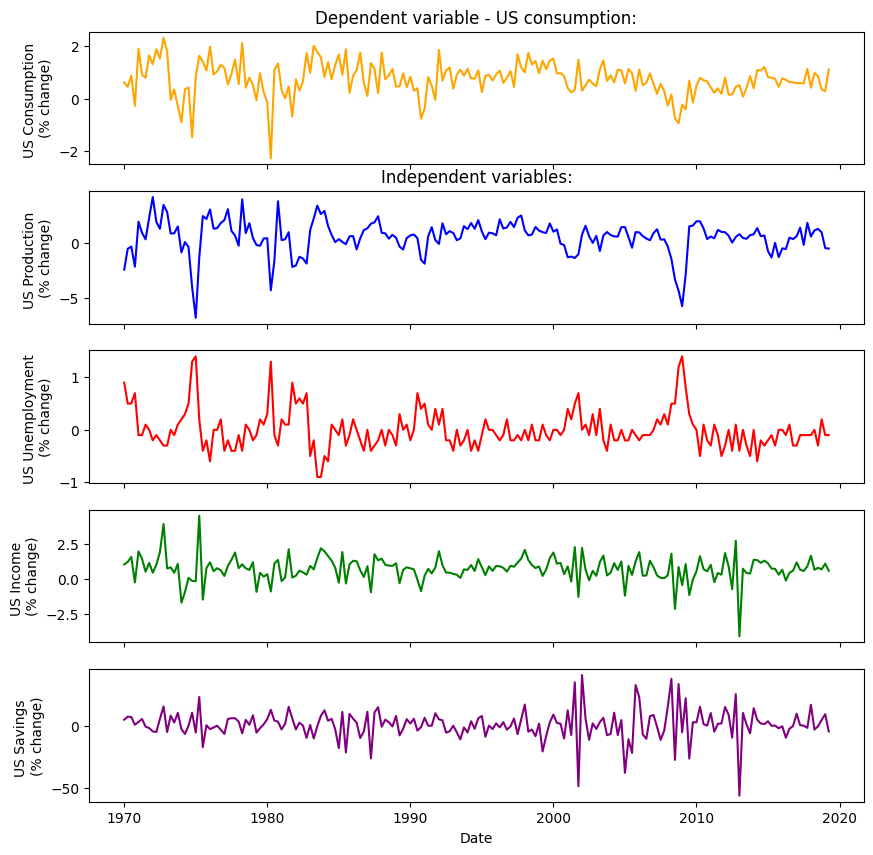 Dependent variable - US consumption:
US Consumption
(% change)
2
0
−2
Independent variables:
US Production
(% change)
0
−5
US Unemployment
(% change)
1
0
−1
US Income
(% change)
2.5
0.0
−2.5
US Savings
(% change)
0
−50
1970 1980 1990 2000 2010 2020
Date